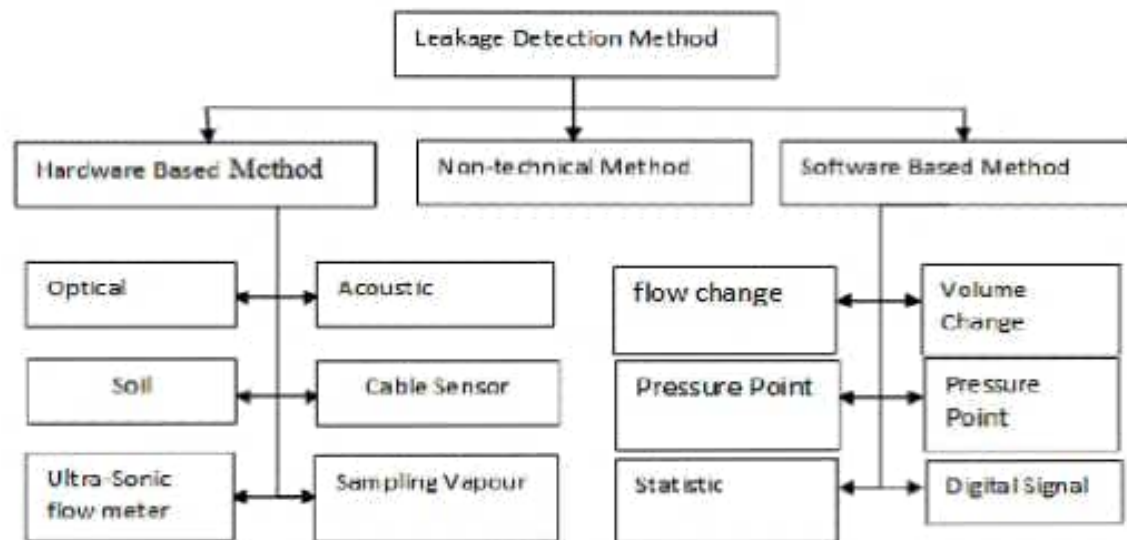 Leakage Detection Method
Hardware Based Method
Non-technical Method
Software Based Method
Optical
Acoustic
flow change
Volume
Change
Soil
Cable Sensor
Pressure Point
Pressure
Point
Ultra-Sonic
flow meter
Sampling Vapour
Statistic
Digital Signal